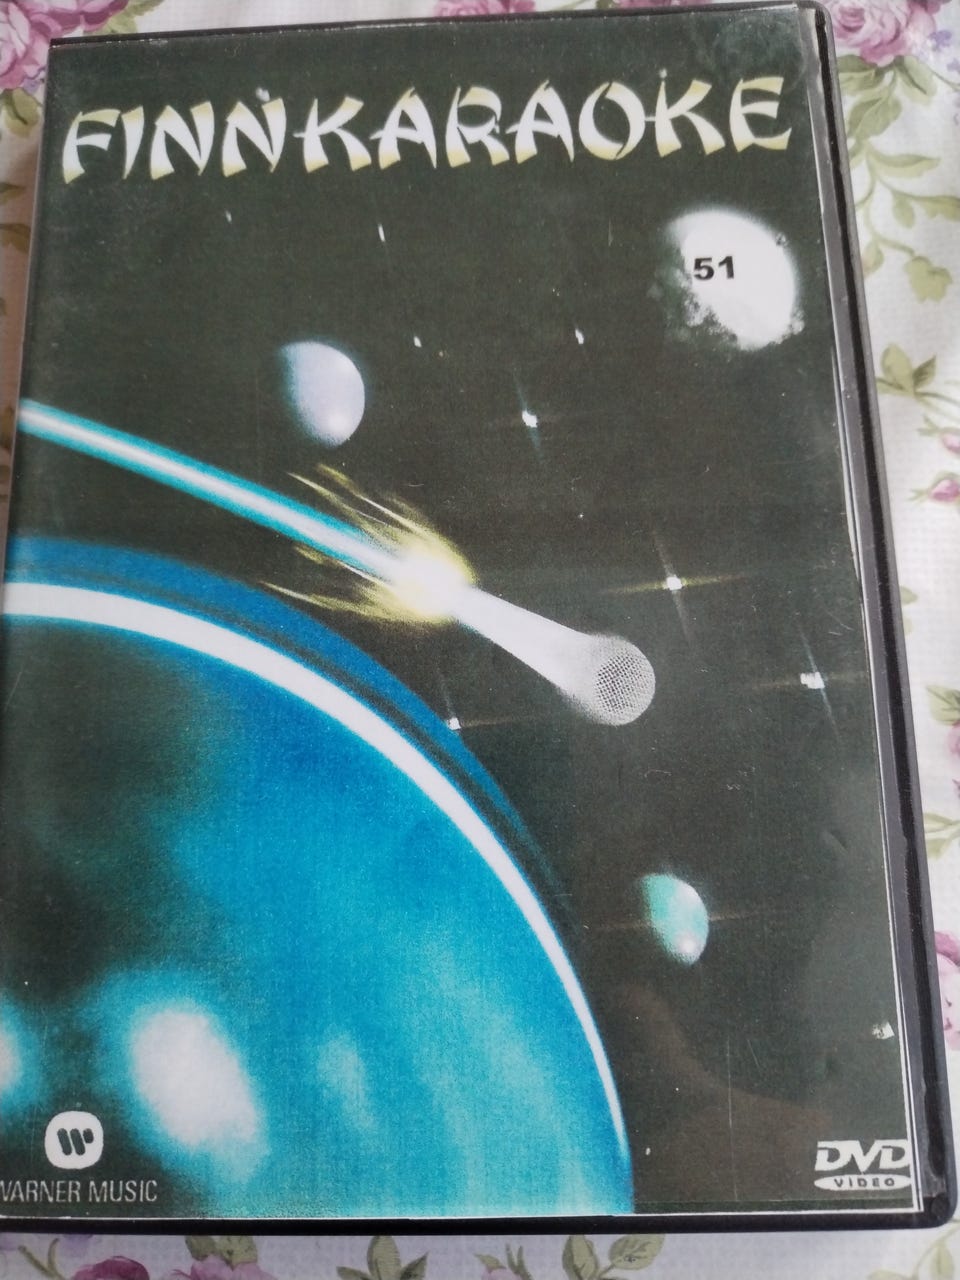 FINNKARAOKE
51
WARNER MUSIC
DVD
VIDEO